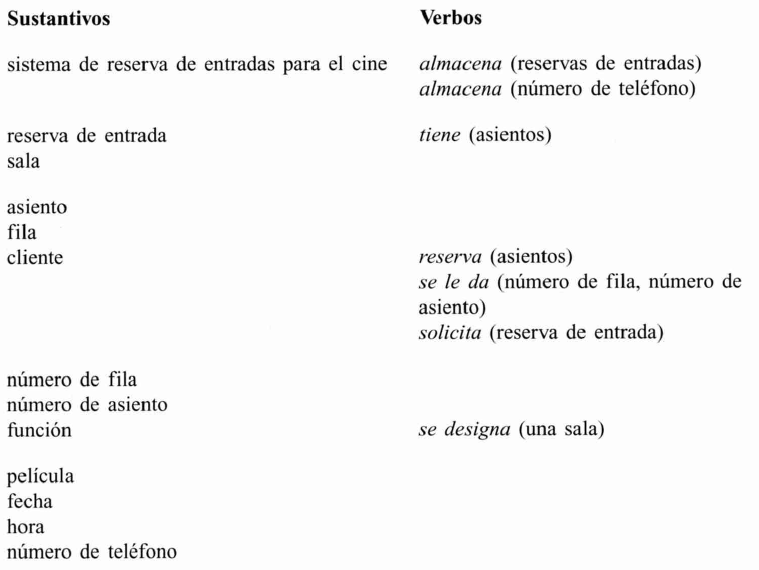 Sustantivos Verbos
sistema de reserva de entradas para el cine almacena (reservas de entradas)
almacena (número de teléfono)
reserva de entrada tiene (asientos)
sala
asiento
fila
cliente reserva (asientos)
se le da (número de fila, número de
asiento)
solicita (reserva de entrada)
número de fila
número de asiento
función se designa (una sala)
película
fecha
hora
número de teléfono